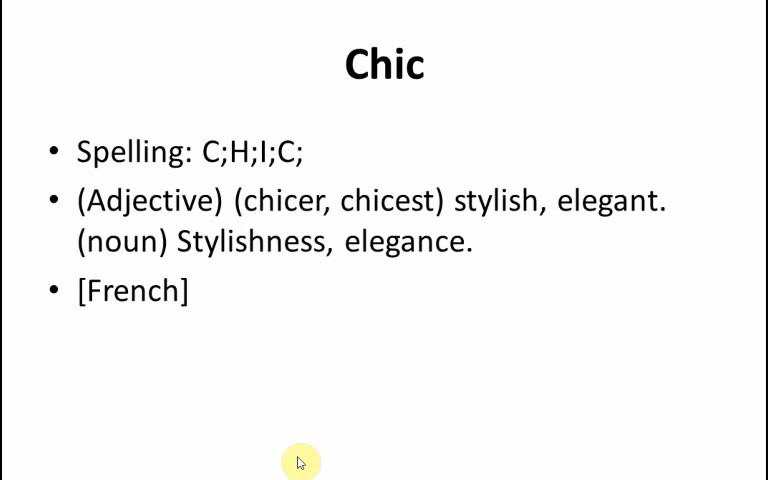 Chic
• Spelling: C;H;I;C;
• (Adjective) (chicer, chicest) stylish, elegant.
(noun) Stylishness, elegance.
• [French]